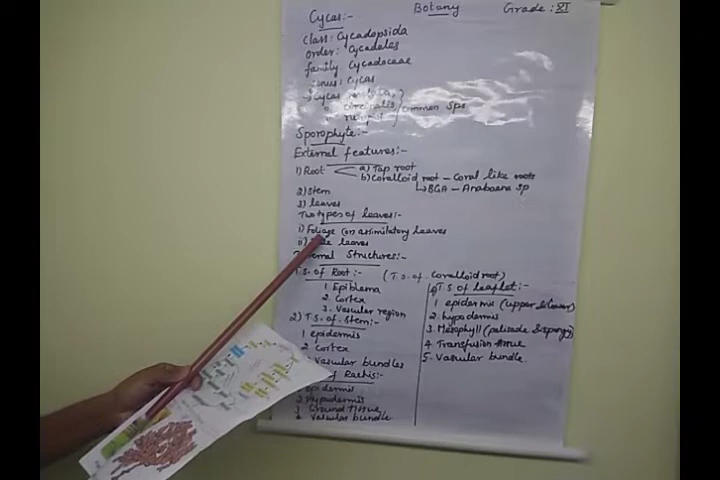 Botany
Grade: XI
Cycas:-
class: Cycadopsida
order: Cycadales
family: Cycadaceae
Genus: Cycas
circinalis
common sps
Sporophyte:-
External features:-
1) Root
a) Tap root
b) Coralloid root - Coral like roots
BGA - Anabaena sp
2) Stem
3) leaves
Two types of leaves:-
i) Foliage (or assimilatory leaves
ii) leaves
Structures:-
T.S. of Root:-
(T.S. of Coralloid root)
1 Epiblema
2. Cortex
3. Vascular region
2) T.S. of Stem:-
1 epidermis
2 Cortex
Vascular bundles
of Rachis:-
epidermis
2 Hypodermis
3 Ground tissue
4 Vascular bundle
T.S of leaflet:-
1 epidermis (upper & lower)
2. hypodermis
3. Mesophyll (palisade & spongy)
4 Transfusion tissue
5. Vascular bundle